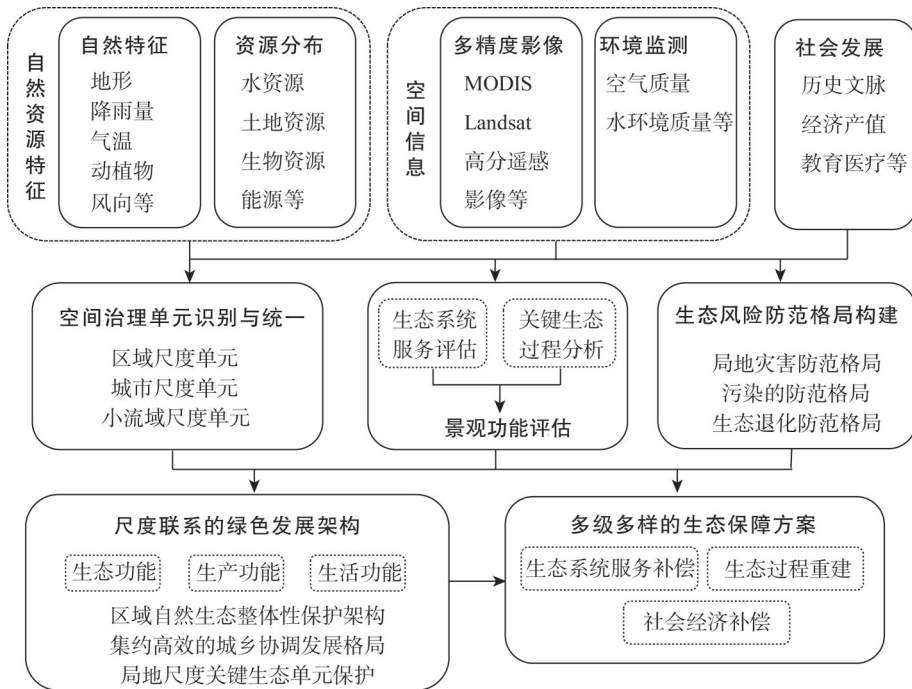 自然资源特征
自然特征
地形
降雨量
气温
动植物
风向等
资源分布
水资源
土地资源
生物资源
能源等
空间信息
多精度影像
MODIS
Landsat
高分遥感
影像等
环境监测
空气质量
水环境质量等
社会发展
历史文脉
经济产值
教育医疗等
空间治理单元识别与统一
区域尺度单元
城市尺度单元
小流域尺度单元
生态系统
服务评估
关键生态
过程分析
景观功能评估
生态风险防范格局构建
局地灾害防范格局
污染的防范格局
生态退化防范格局
尺度联系的绿色发展架构
生态功能
生产功能
生活功能
区域自然生态整体性保护架构
集约高效的城乡协调发展格局
局地尺度关键生态单元保护
多级多样的生态保障方案
生态系统服务补偿
生态过程重建
社会经济补偿